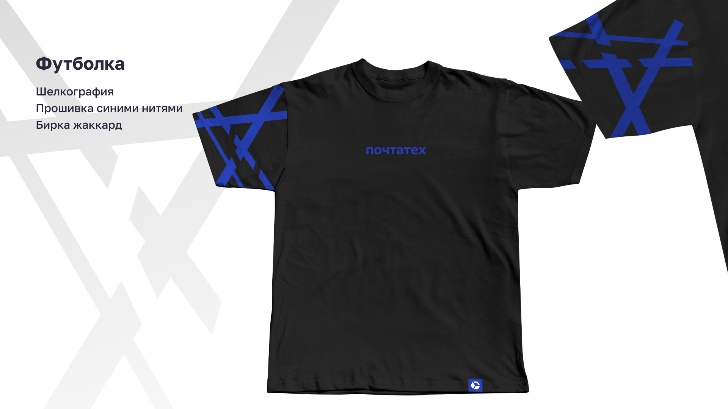 Футболка
Шелкография
Прошивка синими нитями
Бирка жаккард
почтатех